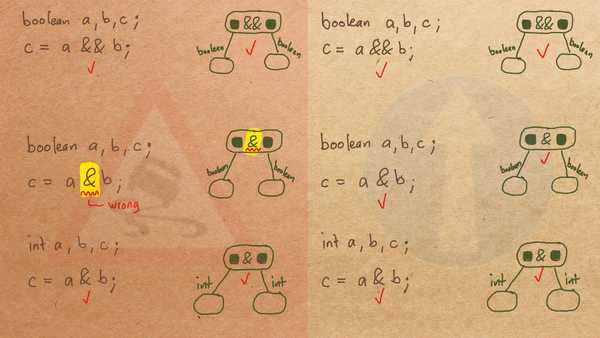 boolean a, b, c;
c = a && b;
&&
boolean
boolean
boolean a, b, c;
c = a & b;
wrong
&
boolean
boolean
int a, b, c;
c = a & b;
&
int
int
boolean a, b, c;
c = a && b;
&&
boolean
boolean
boolean a, b, c;
c = a & b;
&
boolean
boolean
int a, b, c;
c = a & b;
&
int
int